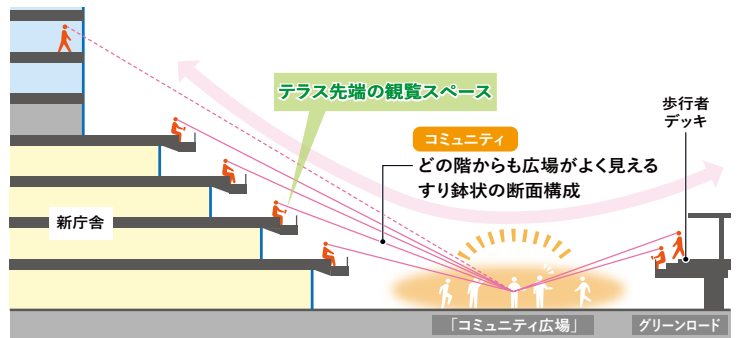 テラス先端の観覧スペース
歩行者
デッキ
コミュニティ
どの階からも広場がよく見える
すり鉢状の断面構成
新庁舎
「コミュニティ広場」
グリーンロード